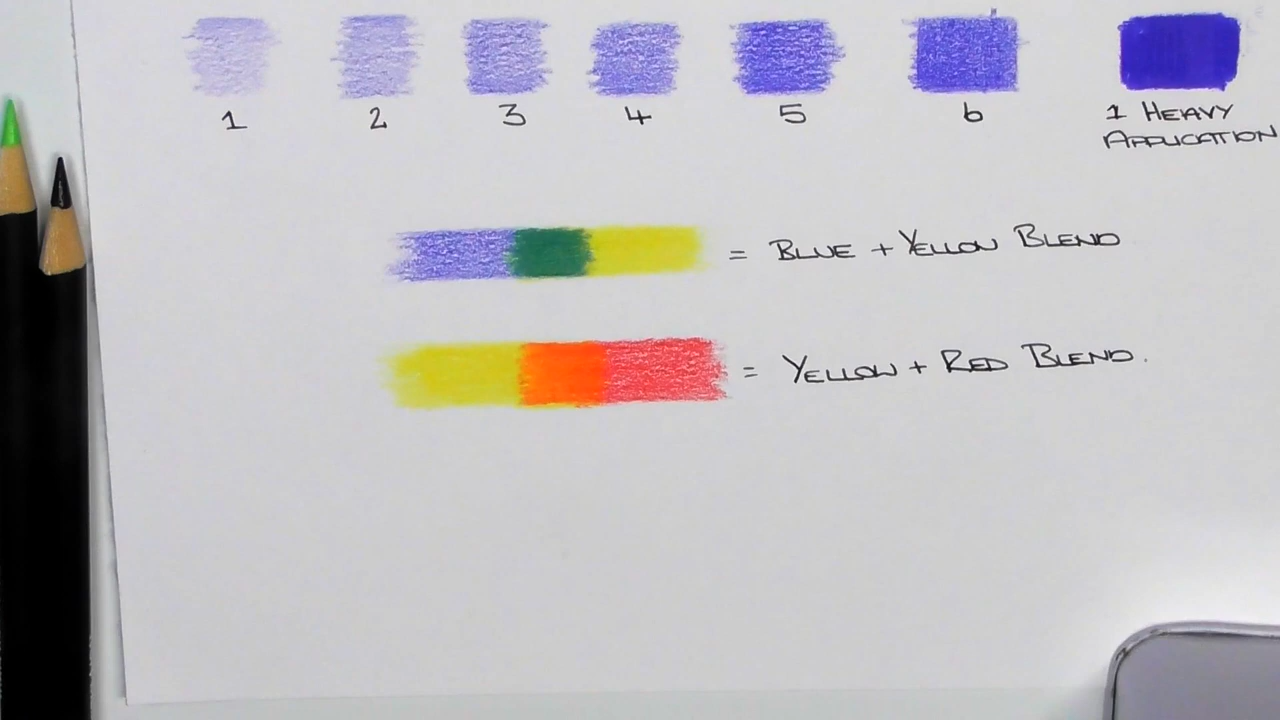 1 2 3 4 5 6 1 HEAVY
APPLICATION
= BLUE + YELLOW BLEND
= YELLOW + RED BLEND.